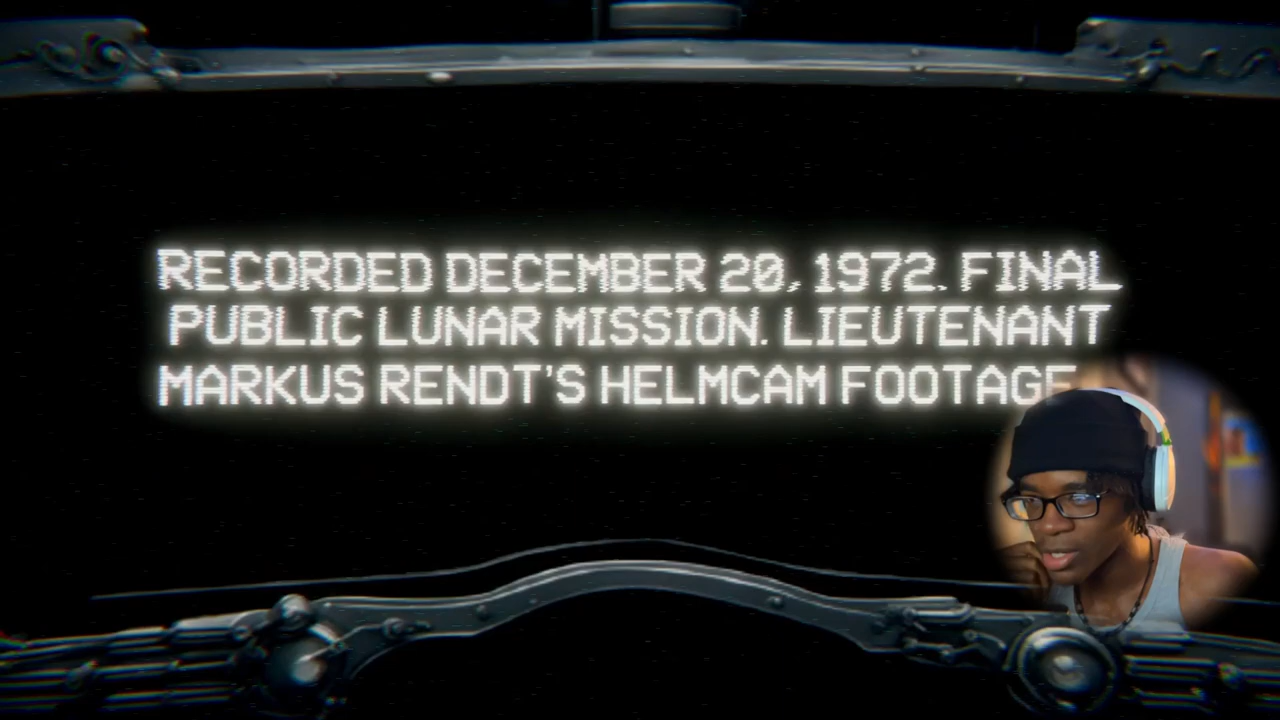 RECORDED DECEMBER 20, 1972. FINAL
PUBLIC LUNAR MISSION. LIEUTENANT
MARKUS RENDT'S HELMCAM FOOTAGE